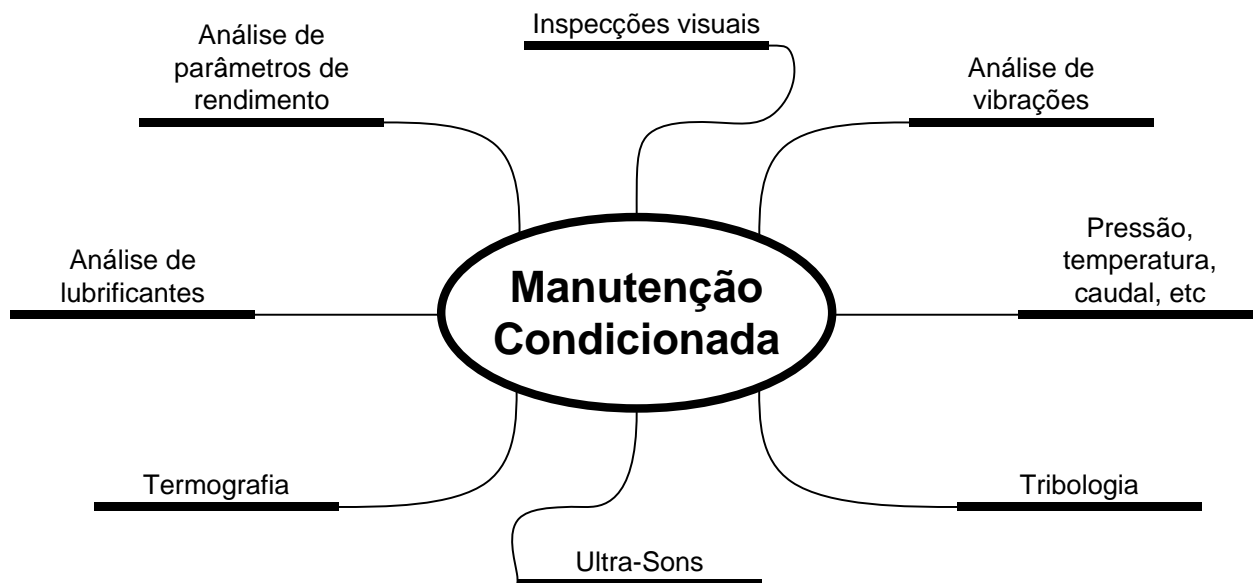 Inspecções visuais
Análise de
parâmetros de
rendimento
Análise de
vibrações
Pressão,
temperatura,
caudal, etc
Análise de
lubrificantes
Manutenção
Condicionada
Termografia
Tribologia
Ultra-Sons